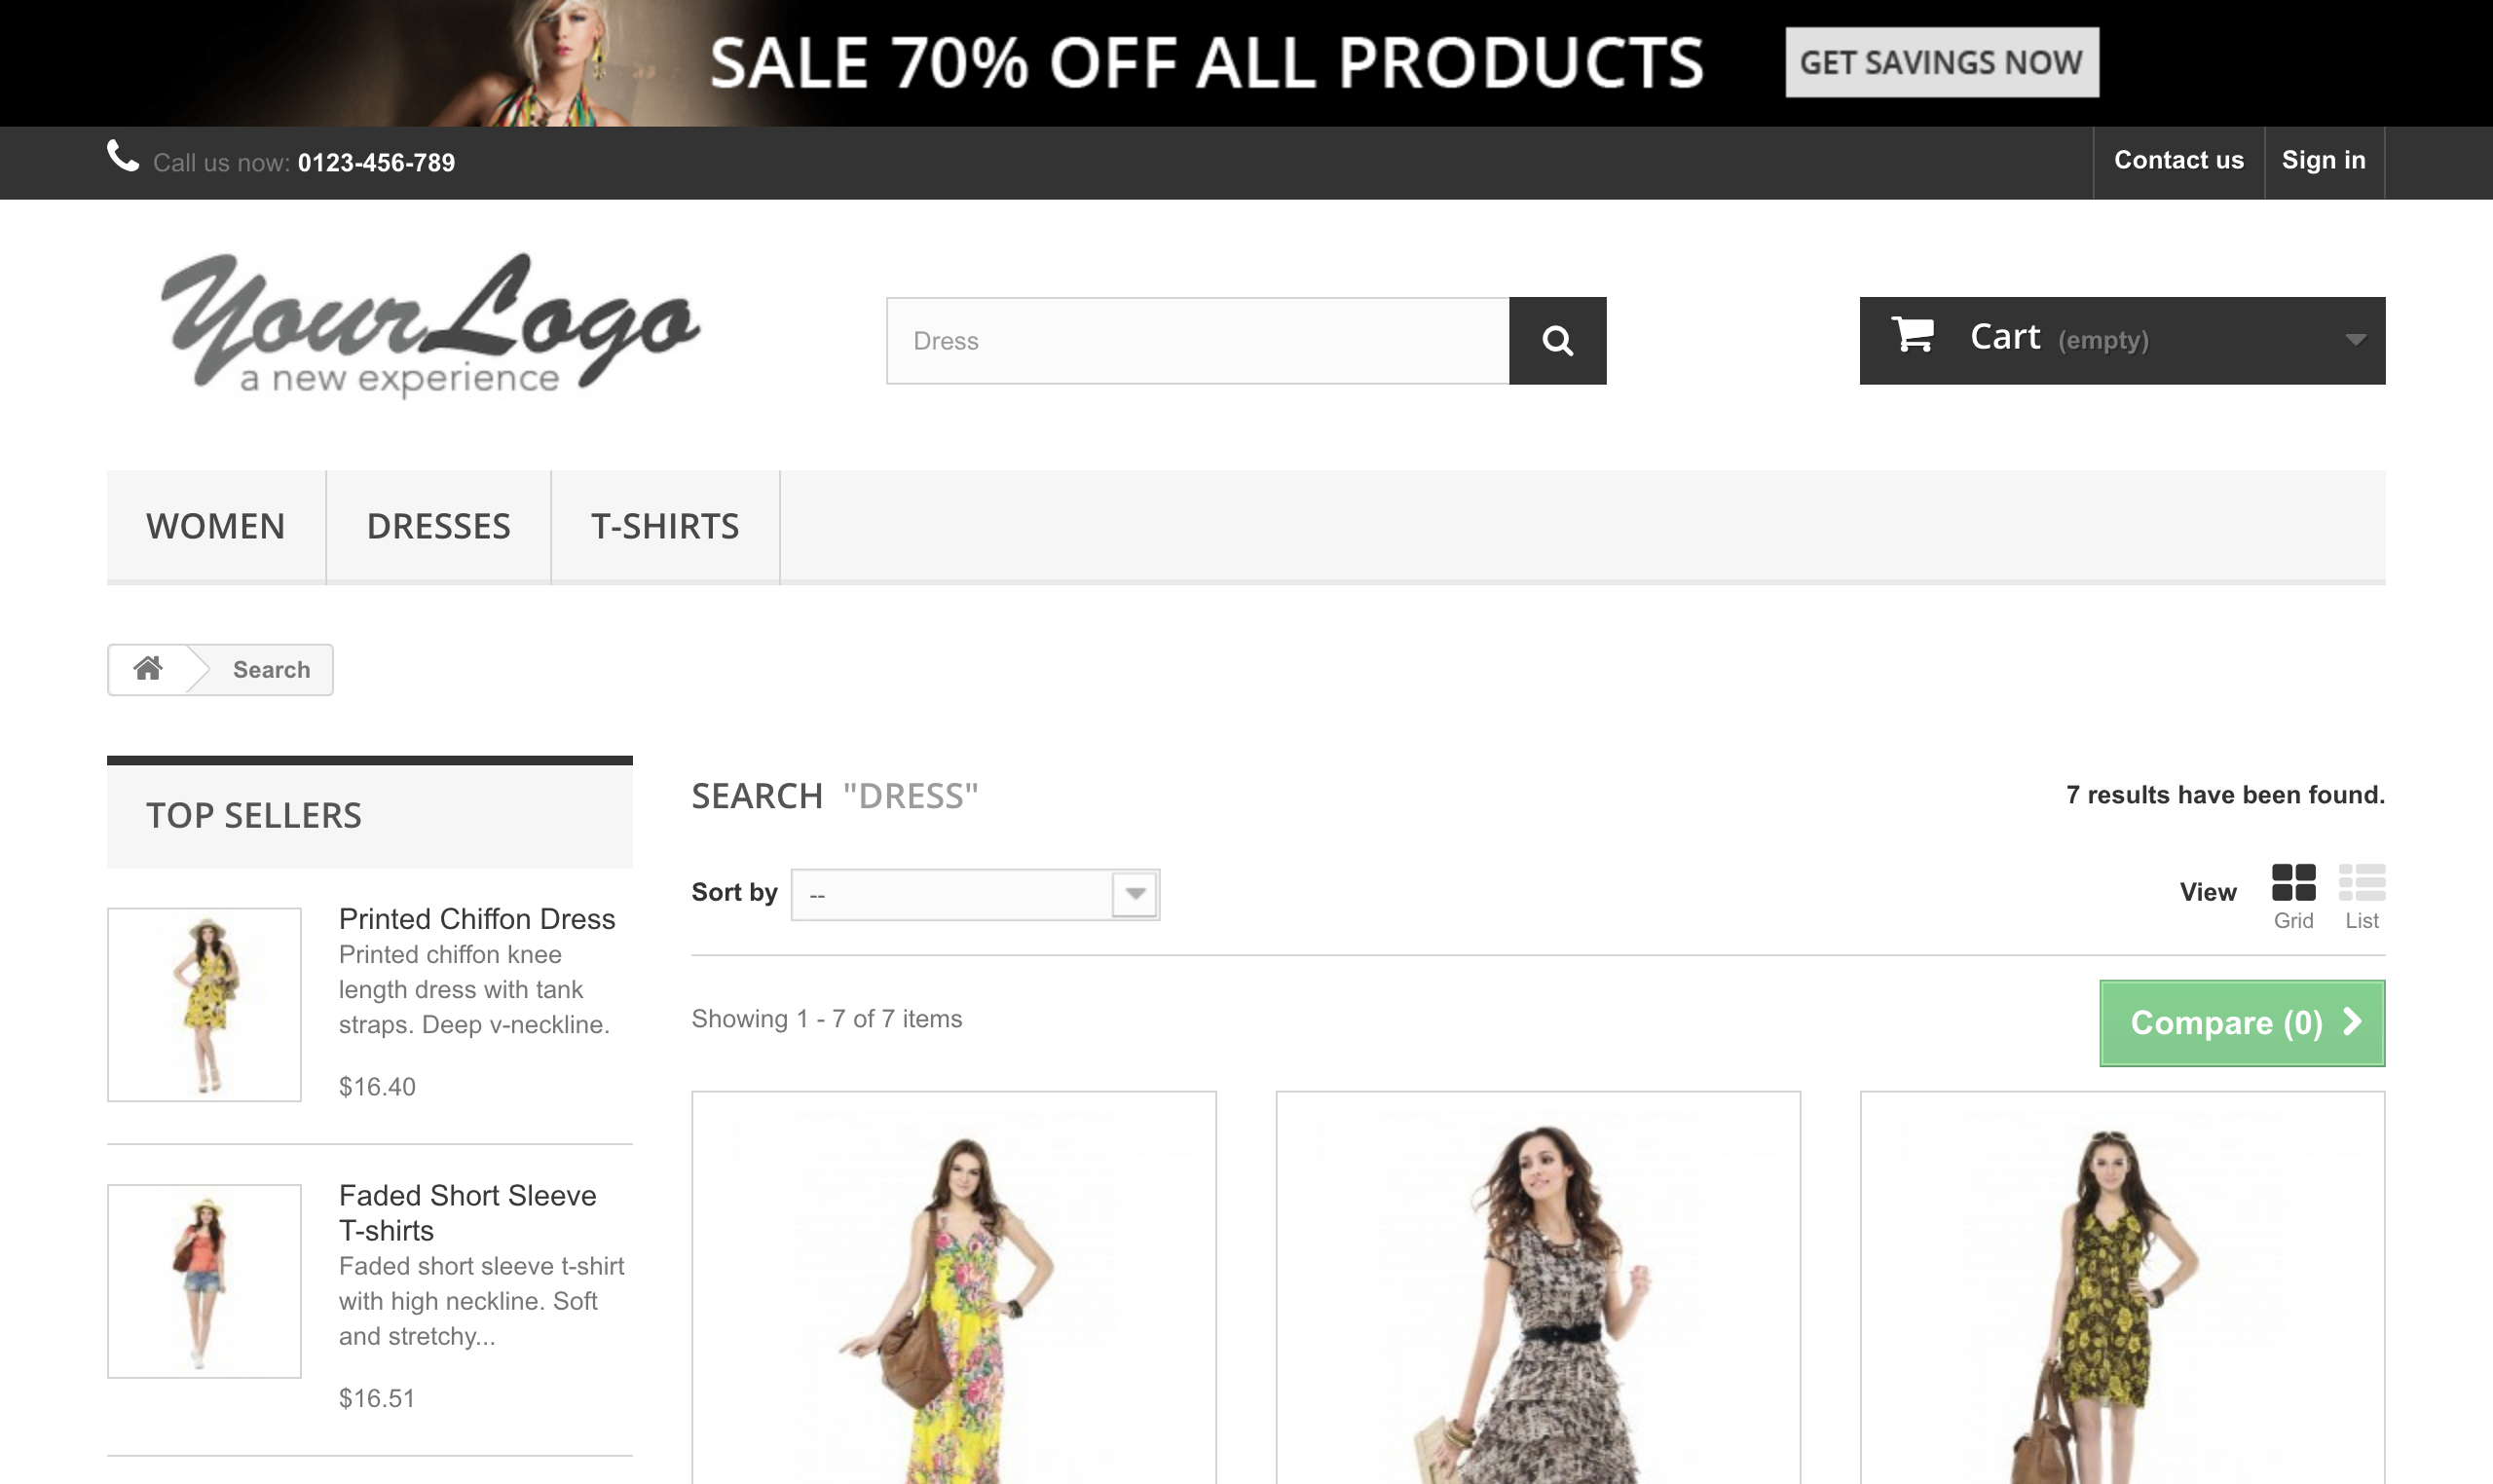 SALE 70% OFF ALL PRODUCTS
GET SAVINGS NOW
Call us now: 0123-456-789
Contact us
Sign in
Your Logo
a new experience
Dress
Cart (empty)
WOMEN
DRESSES
T-SHIRTS
Search
TOP SELLERS
Printed Chiffon Dress
Printed chiffon knee
length dress with tank
straps. Deep v-neckline.
$16.40
Faded Short Sleeve
T-shirts
Faded short sleeve t-shirt
with high neckline. Soft
and stretchy...
$16.51
SEARCH "DRESS"
7 results have been found.
Sort by --
View
Grid
List
Showing 1 - 7 of 7 items
Compare (0)